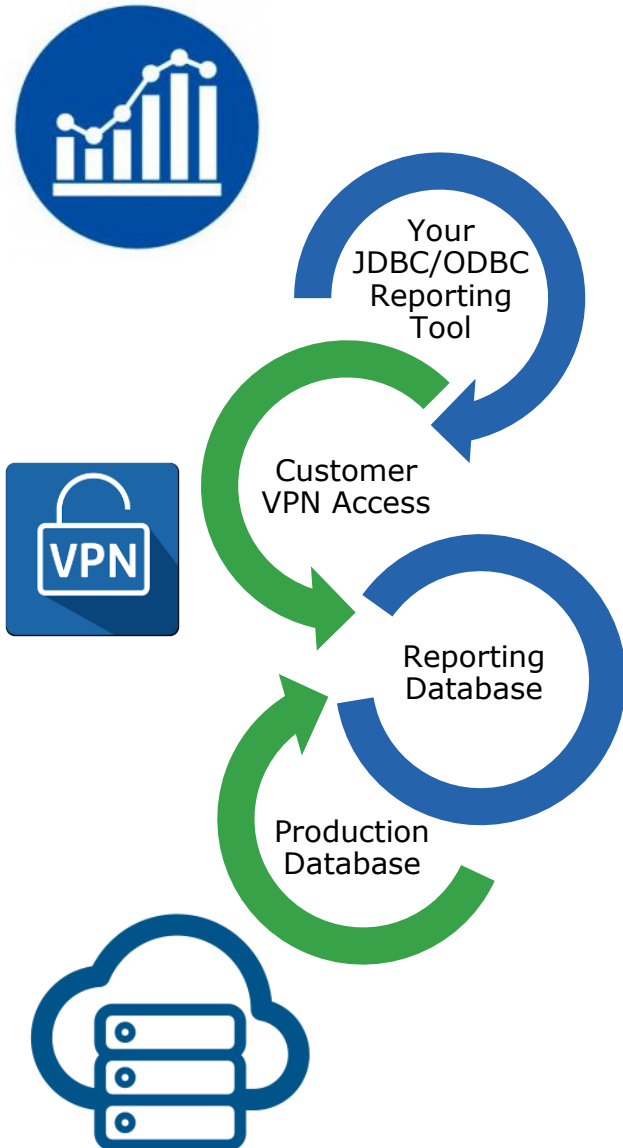 Your
JDBC/ODBC
Reporting
Tool
Customer
VPN Access
VPN
Reporting
Database
Production
Database